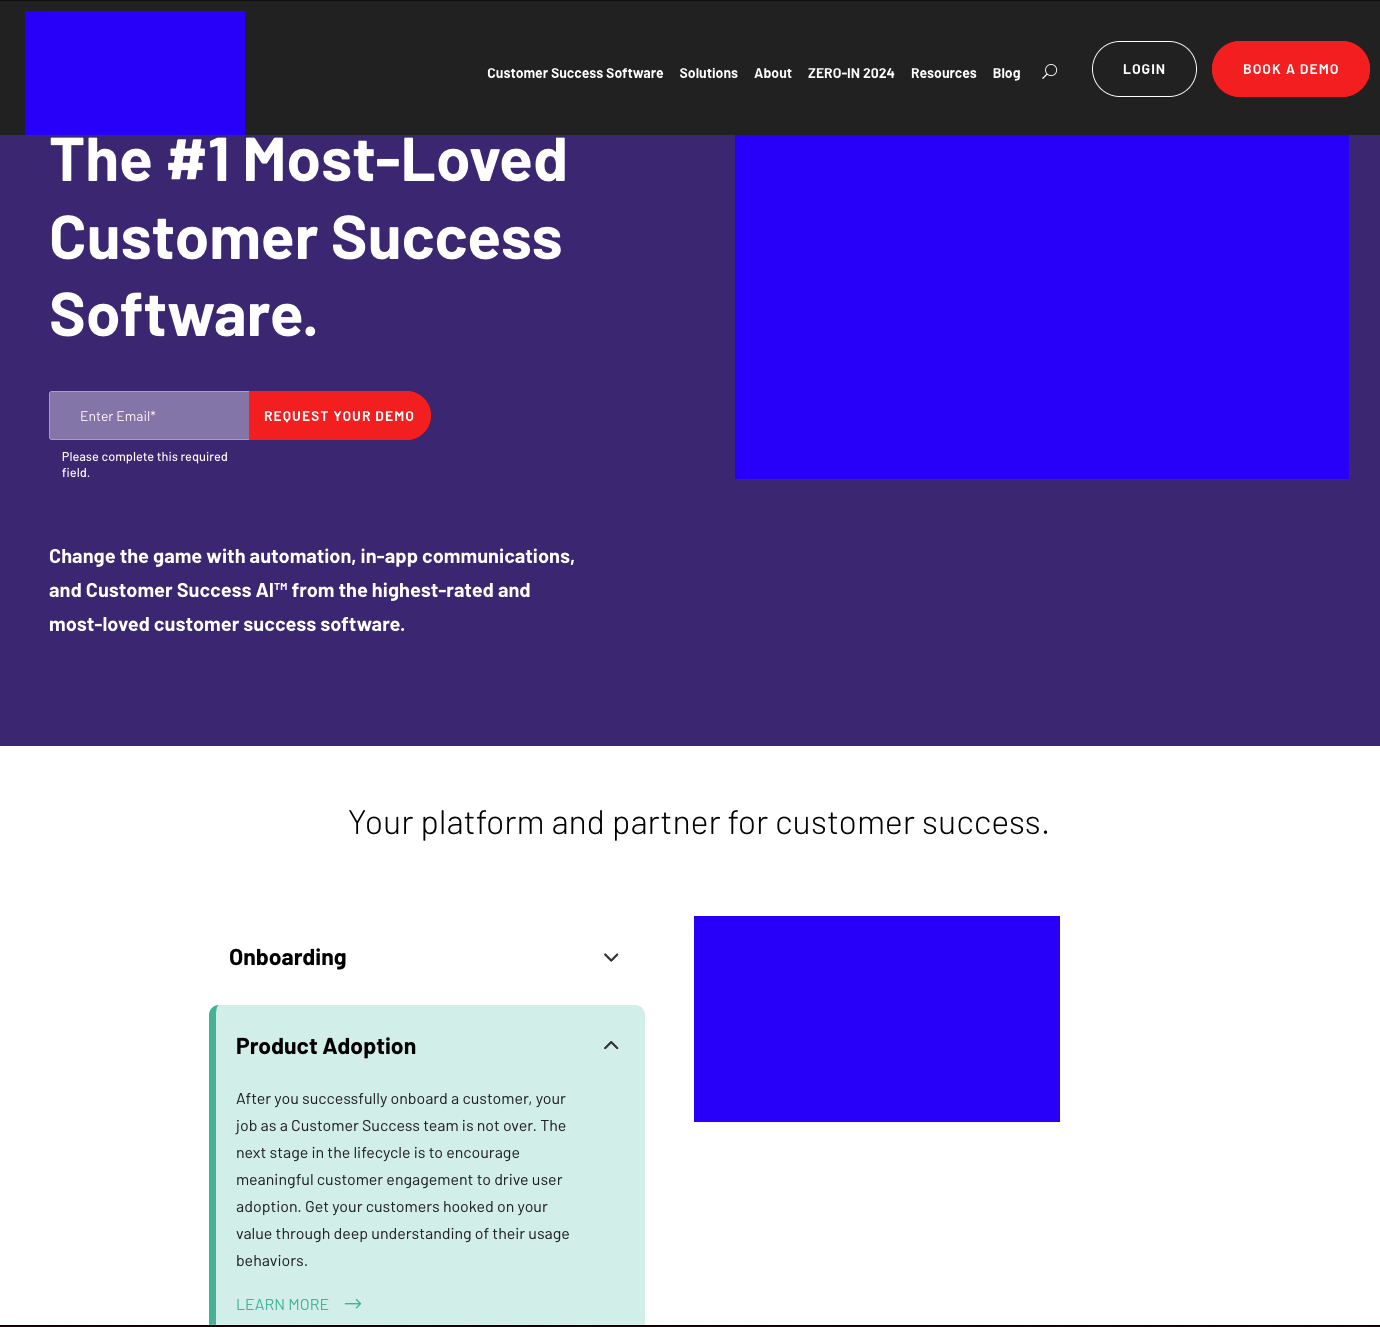 Customer Success Software Solutions About ZERO-IN 2024 Resources Blog LOGIN BOOK A DEMO
The #1 Most-Loved
Customer Success
Software.
Enter Email* REQUEST YOUR DEMO
Please complete this required
field.
Change the game with automation, in-app communications,
and Customer Success AI™ from the highest-rated and
most-loved customer success software.
Your platform and partner for customer success.
Onboarding
Product Adoption
After you successfully onboard a customer, your
job as a Customer Success team is not over. The
next stage in the lifecycle is to encourage
meaningful customer engagement to drive user
adoption. Get your customers hooked on your
value through deep understanding of their usage
behaviors.
LEARN MORE